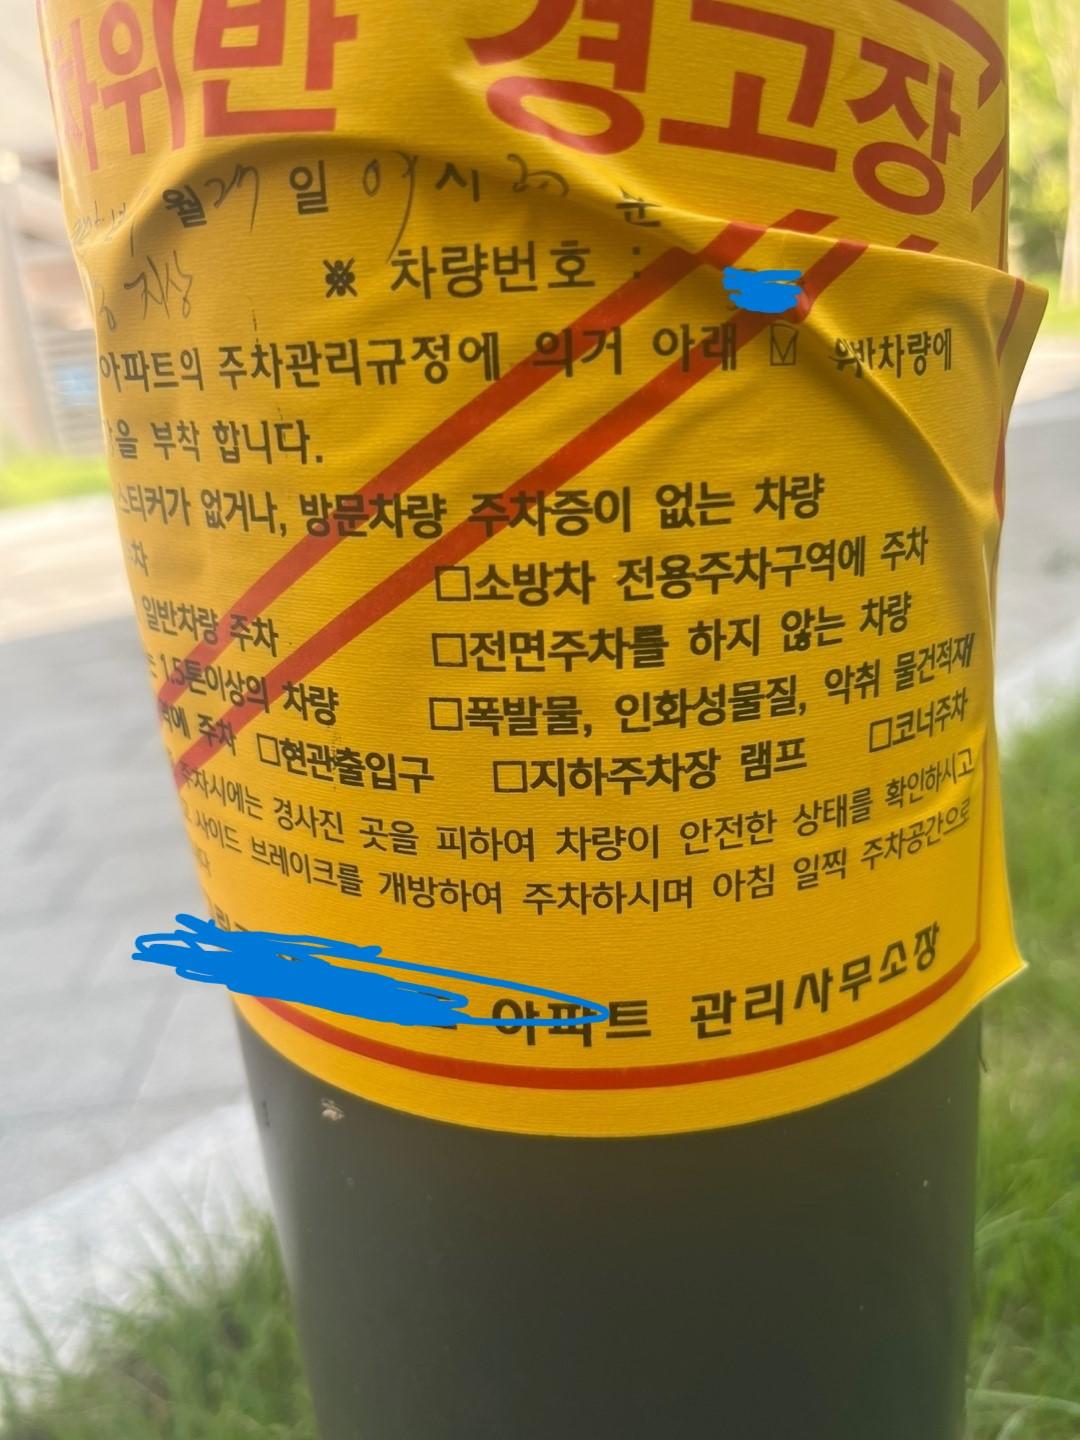 차위반 경고장
월 27 일 시 20 분
지상 ※ 차량번호 :
아파트의 주차관리규정에 의거 아래 ☑ 위반차량에
을 부착 합니다.
스티커가 없거나, 방문차량 주차증이 없는 차량
차 □소방차 전용주차구역에 주차
일반차량 주차 □전면주차를 하지 않는 차량
1.5톤이상의 차량 □폭발물, 인화성물질, 악취 물건적재
역에 주차 □현관출입구 □지하주차장 램프 □코너주차
주차시에는 경사진 곳을 피하여 차량이 안전한 상태를 확인하시고
사이드 브레이크를 개방하여 주차하시며 아침 일찍 주차공간으로
다
아파트 관리사무소장